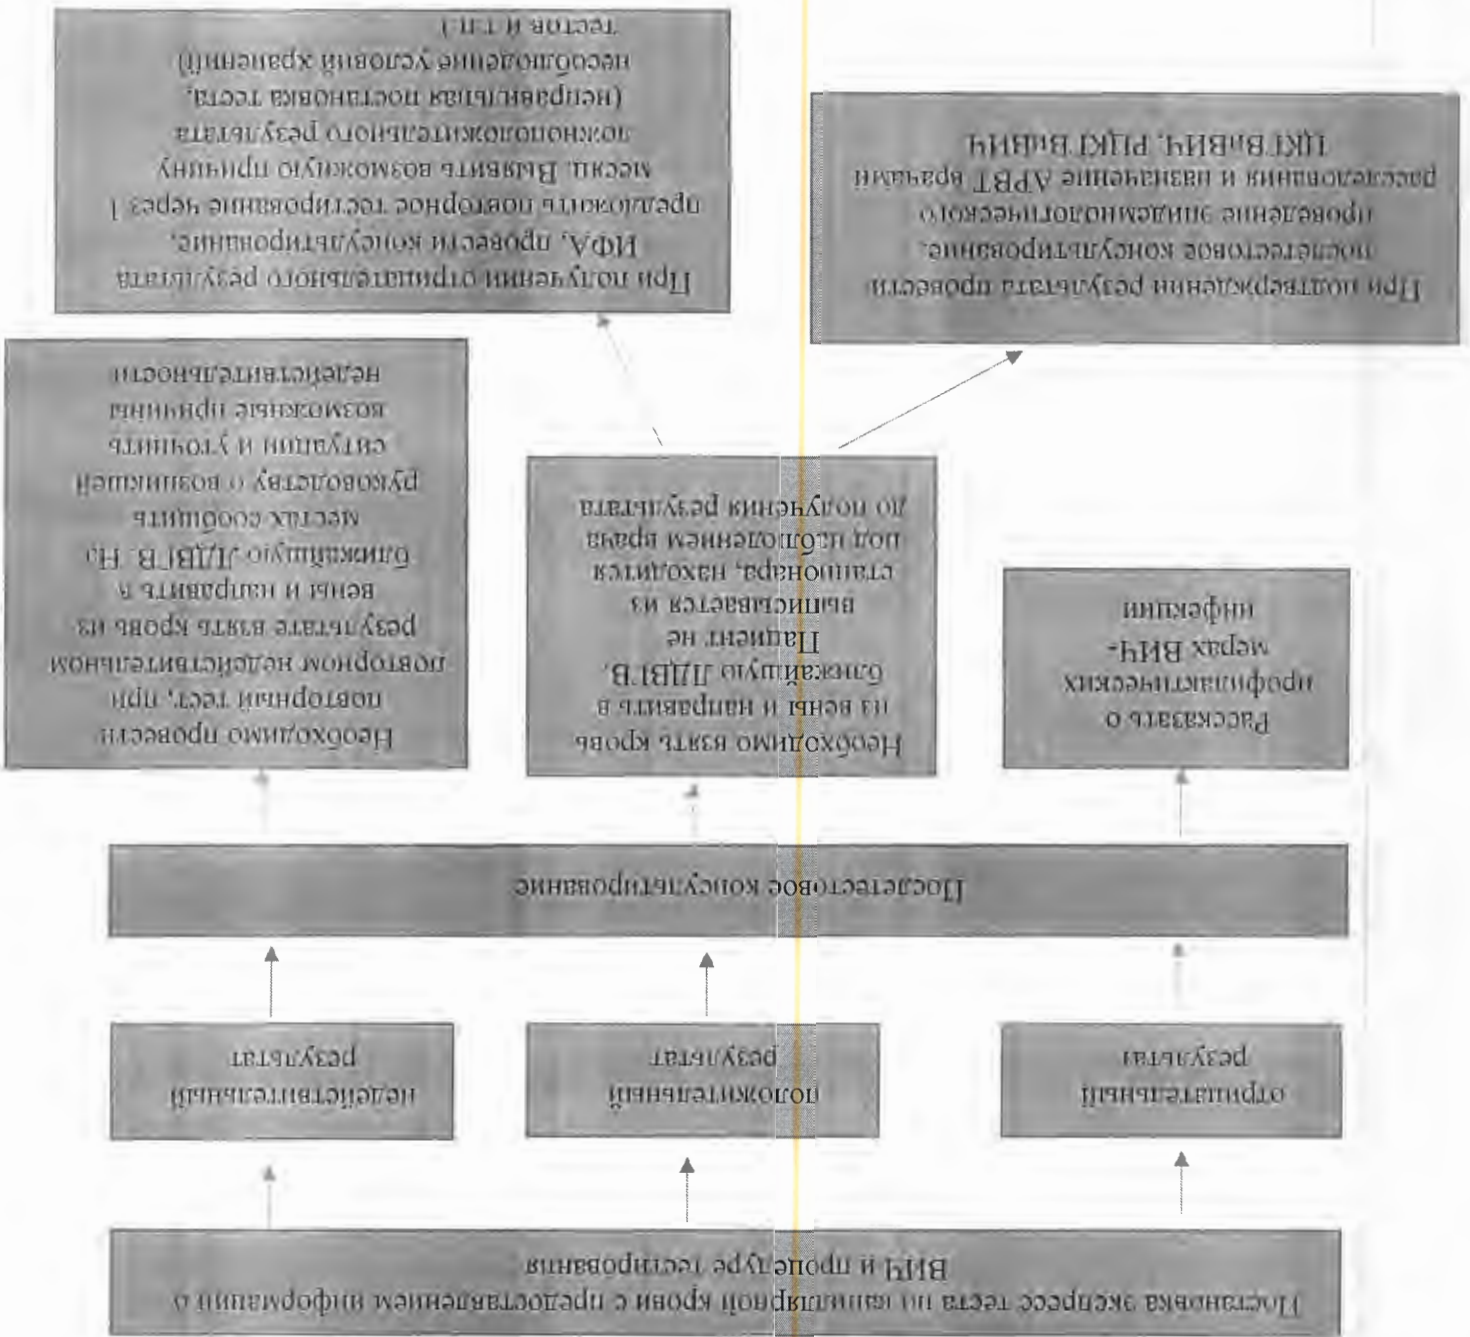 Постановка экспресс теста по капиллярной крови с предоставлением информации о
ВИЧ и процедуре тестирования
отрицательный
результат
положительный
результат
недействительный
результат
Послетестовое консультирование
Рассказать о
профилактических
мерах ВИЧ-
инфекции
Необходимо взять кровь
из вены и направить в
ближайшую ЛДВГВ.
Пациент не
выписывается из
стационара, находится
под наблюдением врача
до получения результата
Необходимо провести
повторный тест, при
повторном недействительном
результате взять кровь из
вены и направить в
ближайшую ЛДВГВ. На
местах сообщить
руководству о возникшей
ситуации и уточнить
возможные причины
недействительности
При подтверждении результата провести
послетестовое консультирование,
проведение эпидемиологического
расследования и назначение АРВТ врачами
ЦКГВиВИЧ, РЦКГВиВИЧ
При получении отрицательного результата
ИФА, провести консультирование,
предложить повторное тестирование через 1
месяц. Выявить возможную причину
ложноположительного результата
(неправильная постановка теста,
несоблюдение условий хранений)
тестов и т.п.)